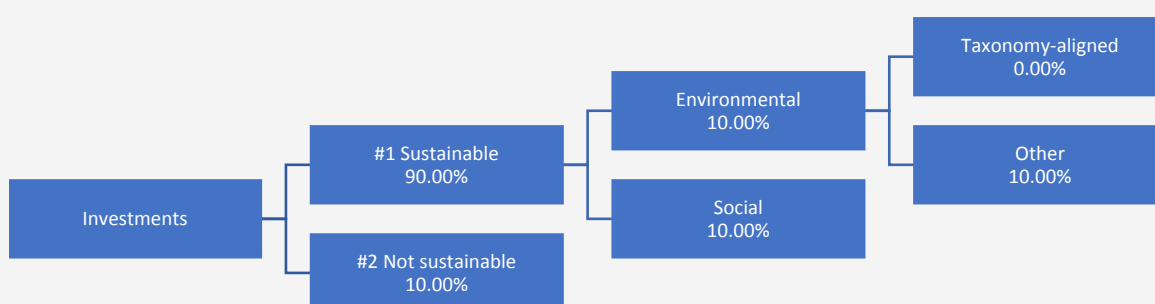 Investments
#1 Sustainable
90.00%
#2 Not sustainable
10.00%
Environmental
10.00%
Social
10.00%
Taxonomy-aligned
0.00%
Other
10.00%